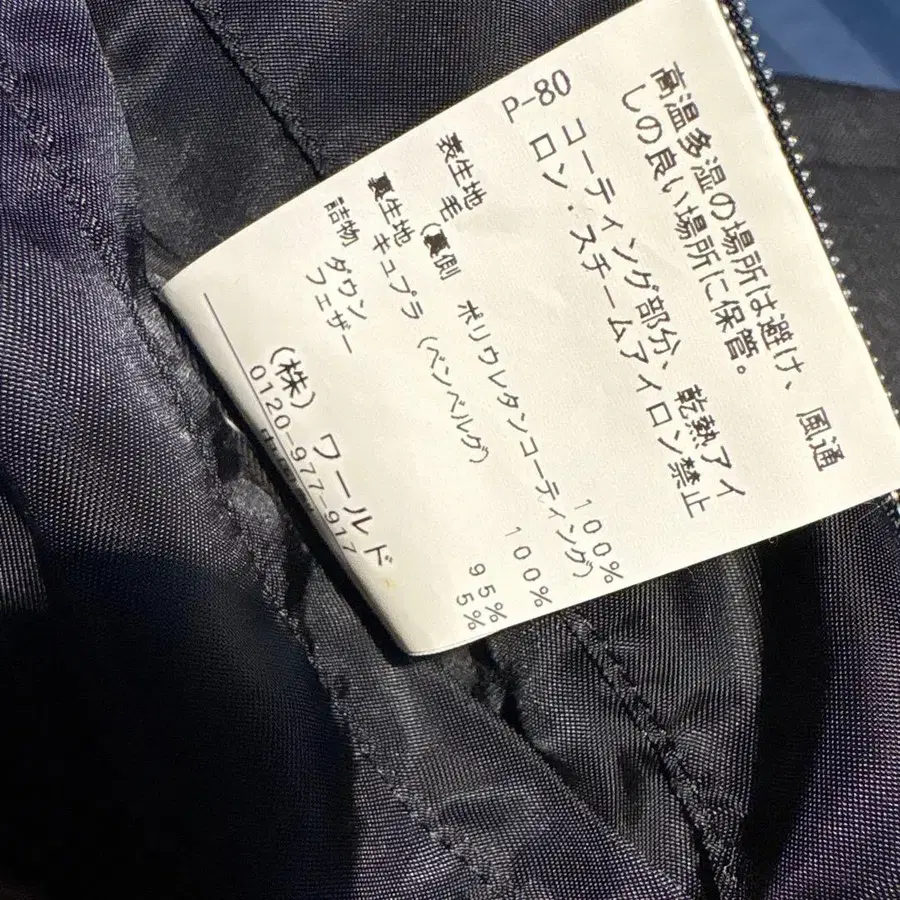 高温多湿の場所は避け、風通
しの良い場所に保管。
P-80 コーティング部分、乾熱アイ
ロン・スチームアイロン禁止
表生地 毛 100%
(裏側 ポリウレタンコーティング)
裏生地 キュプラ (ベンベルグ) 100%
詰物 ダウン 95%
フェザー 5%
(株) ワールド
0120-977-917